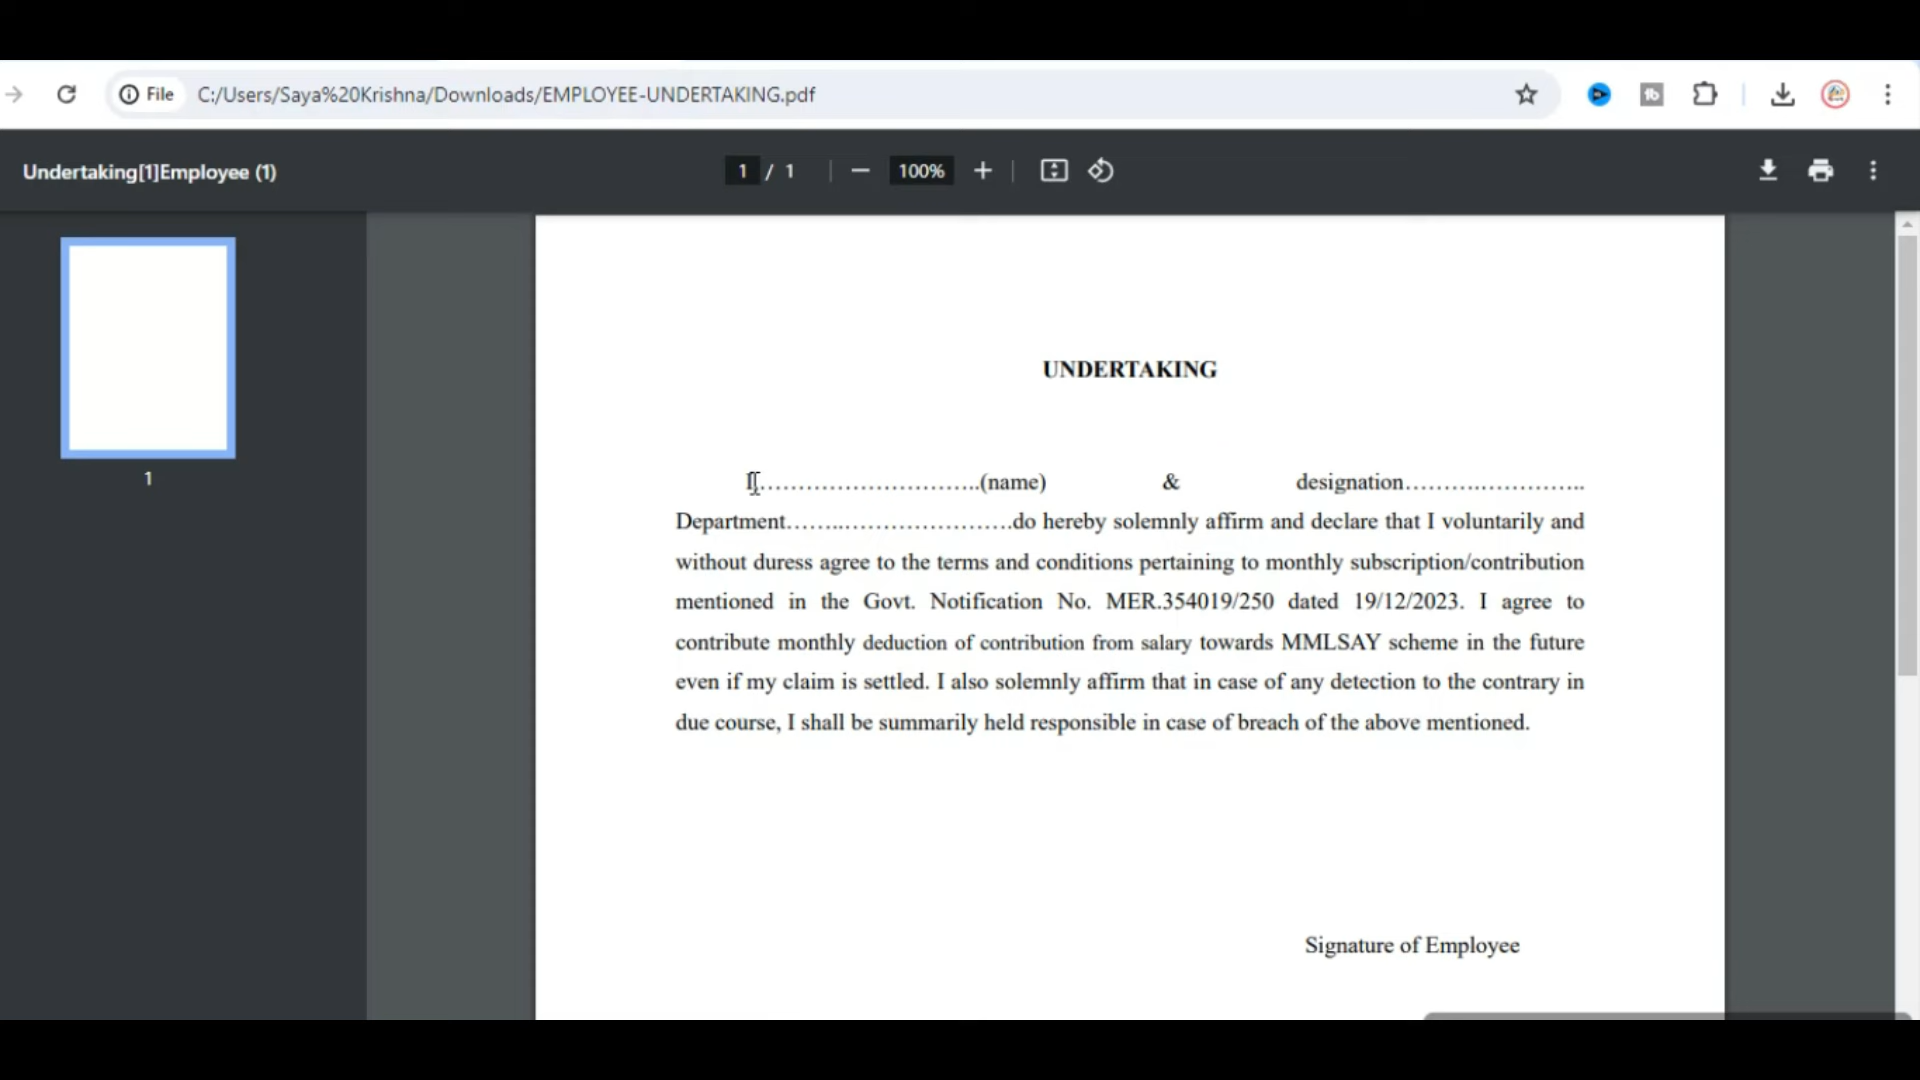 File C:/Users/Saya%20Krishna/Downloads/EMPLOYEE-UNDERTAKING.pdf
Undertaking[1]Employee (1) 1 / 1 100%
1
UNDERTAKING
I……………………………..(name) & designation……….…………..
Department……..………………….do hereby solemnly affirm and declare that I voluntarily and
without duress agree to the terms and conditions pertaining to monthly subscription/contribution
mentioned in the Govt. Notification No. MER.354019/250 dated 19/12/2023. I agree to
contribute monthly deduction of contribution from salary towards MMLSAY scheme in the future
even if my claim is settled. I also solemnly affirm that in case of any detection to the contrary in
due course, I shall be summarily held responsible in case of breach of the above mentioned.
Signature of Employee